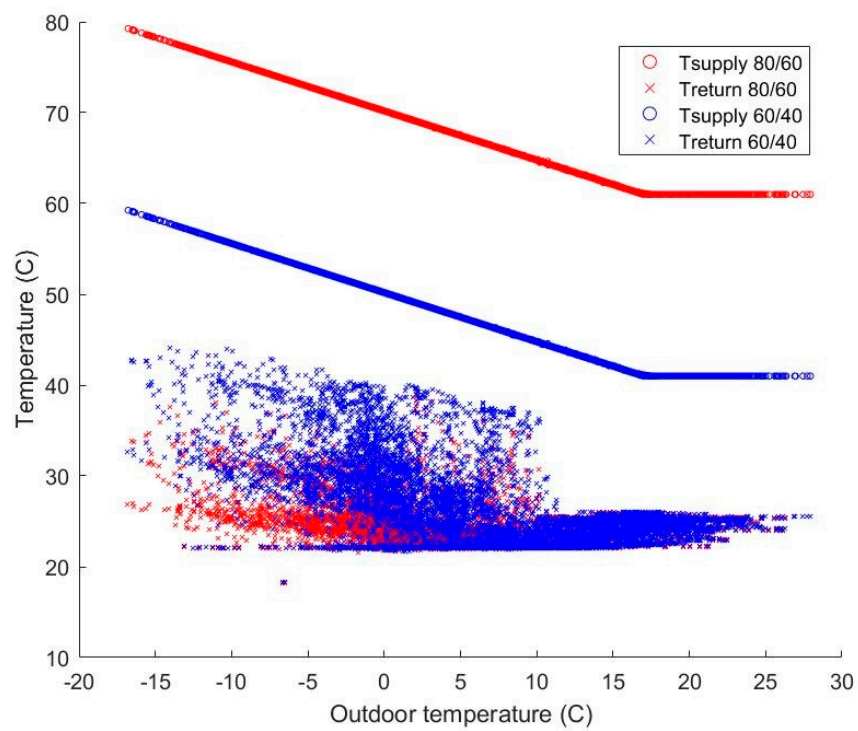 80
70
60
50
40
30
20
10
Temperature (C)
Tsupply 80/60
Treturn 80/60
Tsupply 60/40
Treturn 60/40
-20 -15 -10 -5 0 5 10 15 20 25 30
Outdoor temperature (C)